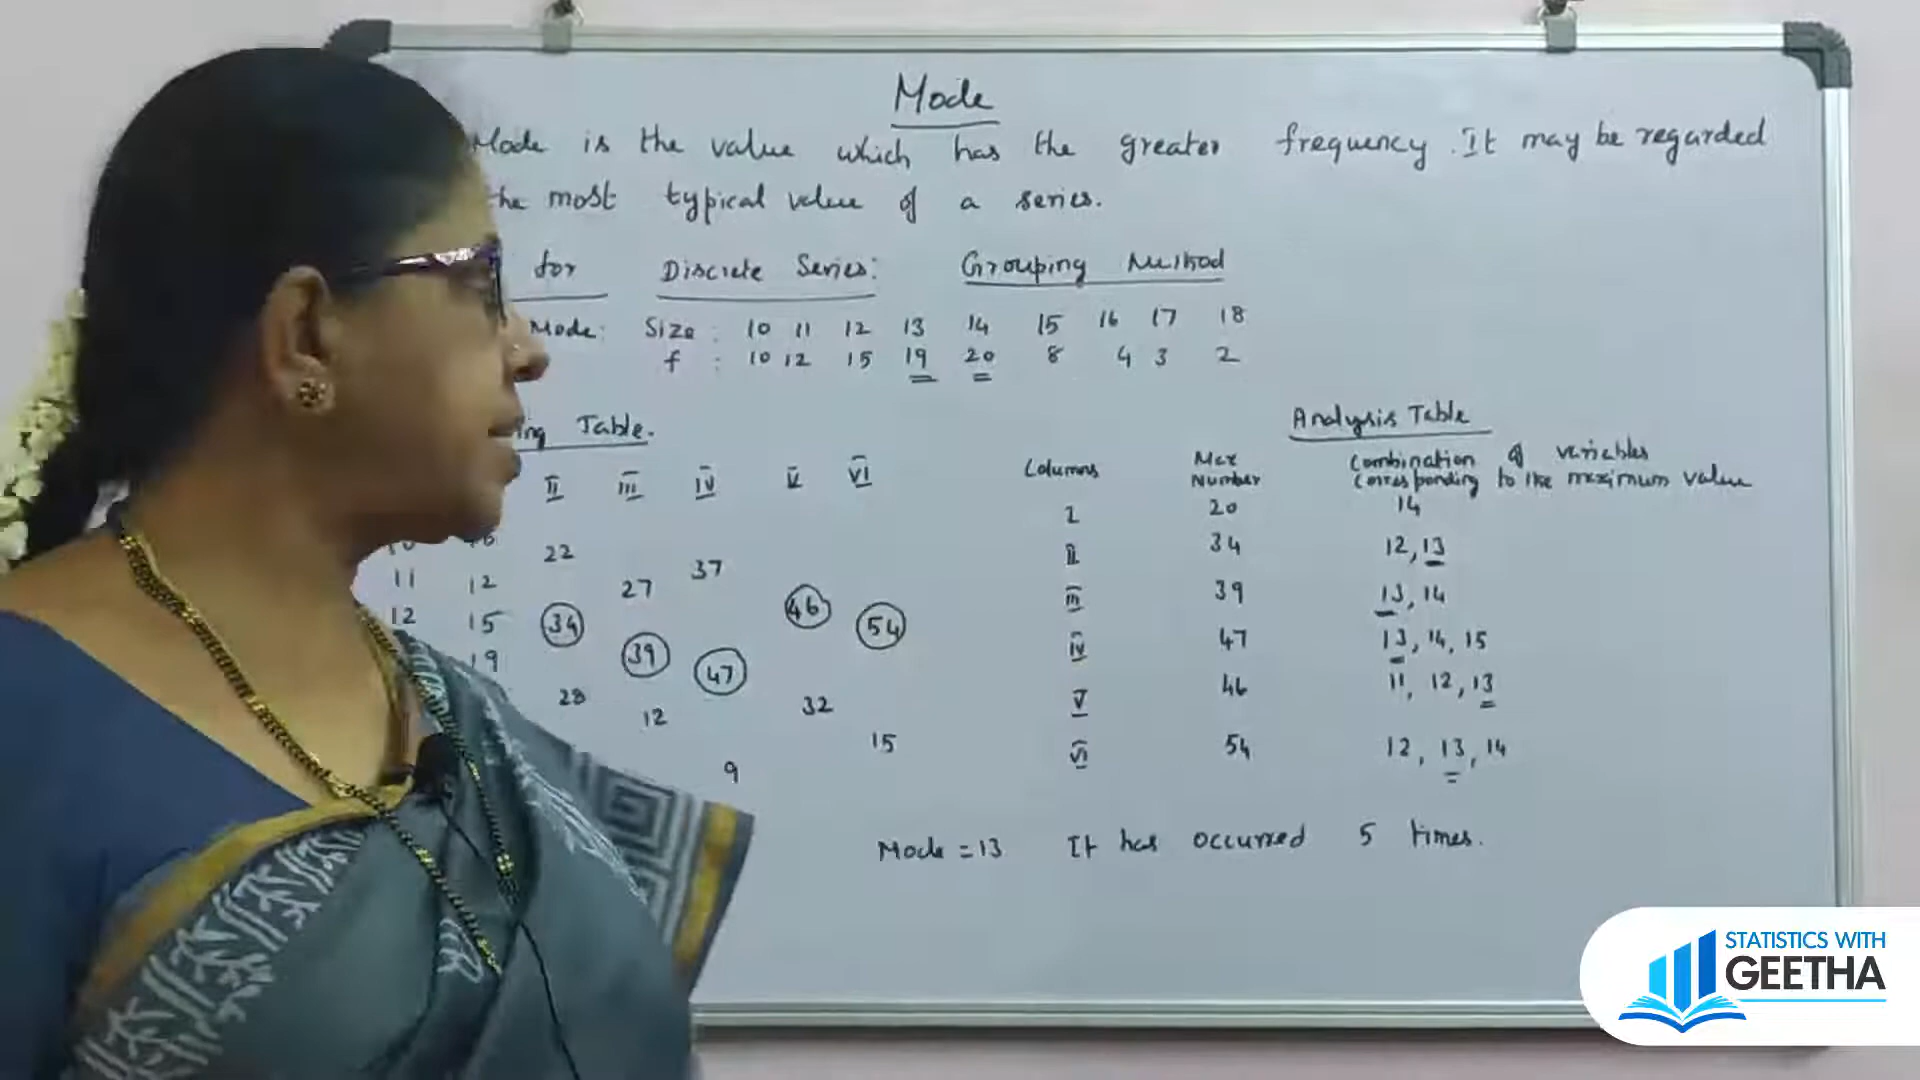 Mode
Mode is the value which has the greater frequency. It may be regarded
the most typical value of a series.
for Discrete Series: Grouping Method
Mode: Size : 10 11 12 13 14 15 16 17 18
f : 10 12 15 19 20 8 4 3 2
ing Table.
II III IV V VI
10
11 12
12 15
19
22
27 37
34 46 54
39 47
28
12 32
15
9
Analysis Table
Columns Max Number Combination of variables corresponding to the maximum value
I 20 14
II 34 12, 13
III 39 13, 14
IV 47 13, 14, 15
V 46 11, 12, 13
VI 54 12, 13, 14
Mode = 13 It has occurred 5 times.
STATISTICS WITH
GEETHA